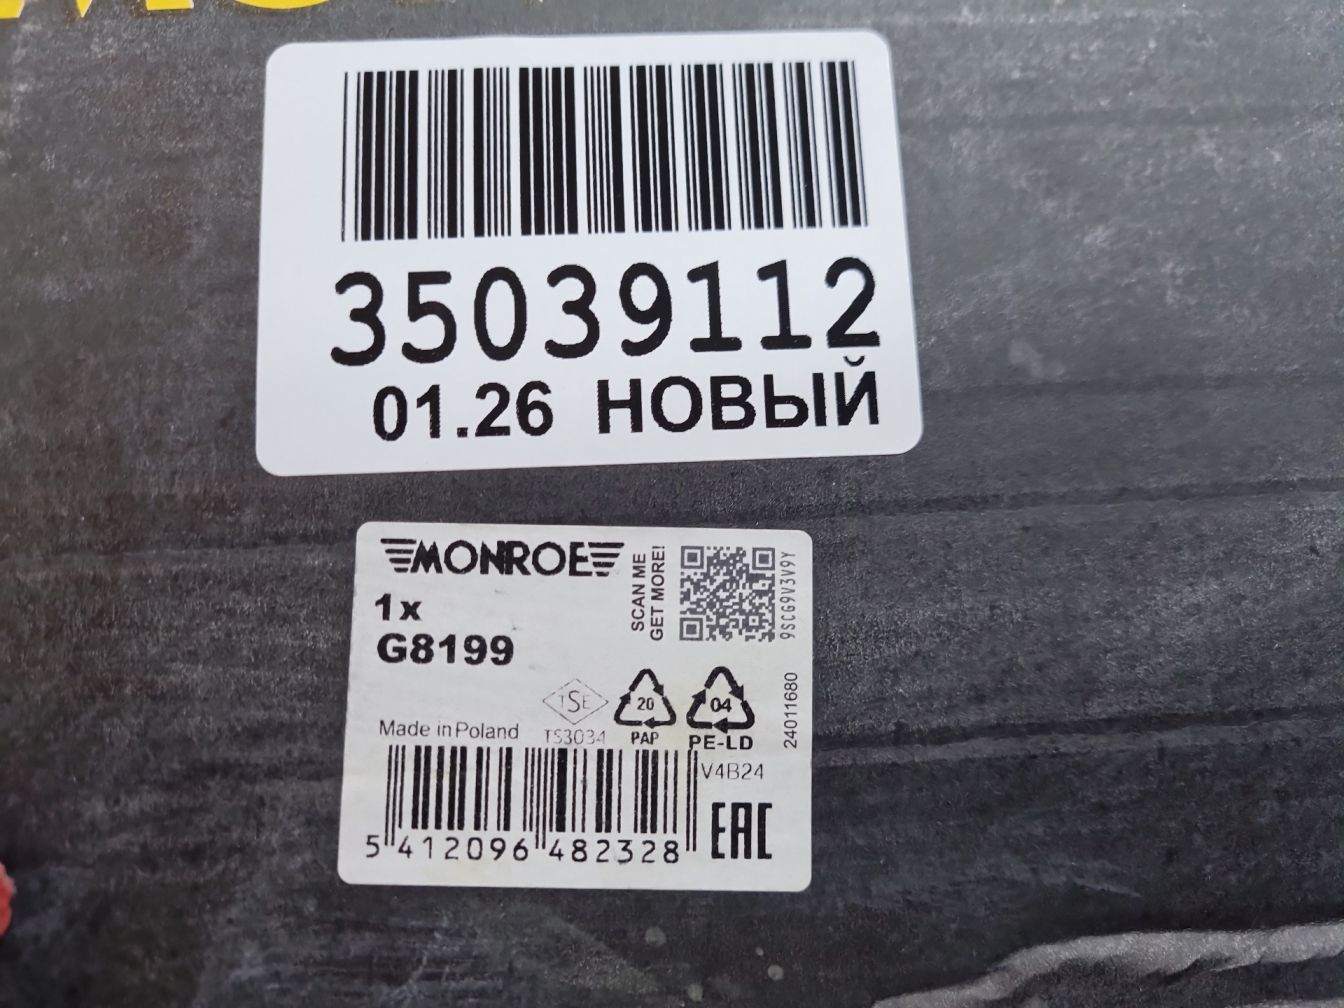 35039112
01.26 НОВЫЙ
MONROE
1x
G8199
SCAN ME
GET MORE!
9SCG9V3V9Y
TSE
TS3034
20
PAP
04
PE-LD
24011680
Made in Poland
V4B24
5 412096 482328
EAC